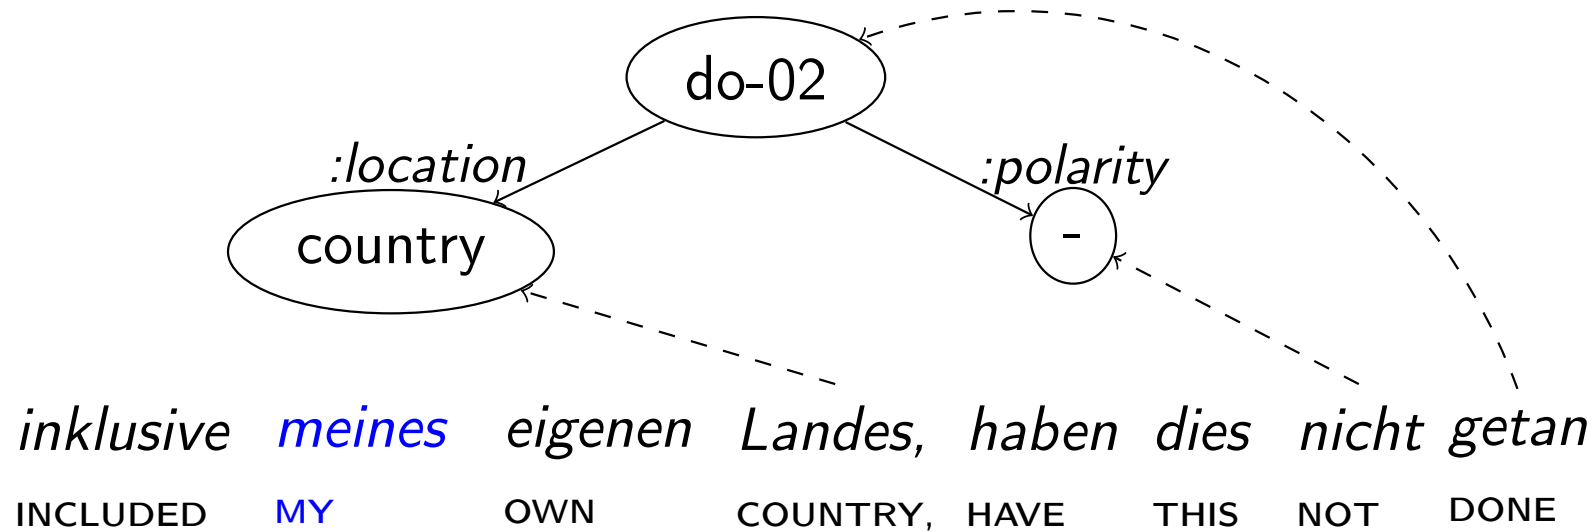 do-02
:location
:polarity
country
-
inklusive meines eigenen Landes, haben dies nicht getan
INCLUDED MY OWN COUNTRY, HAVE THIS NOT DONE